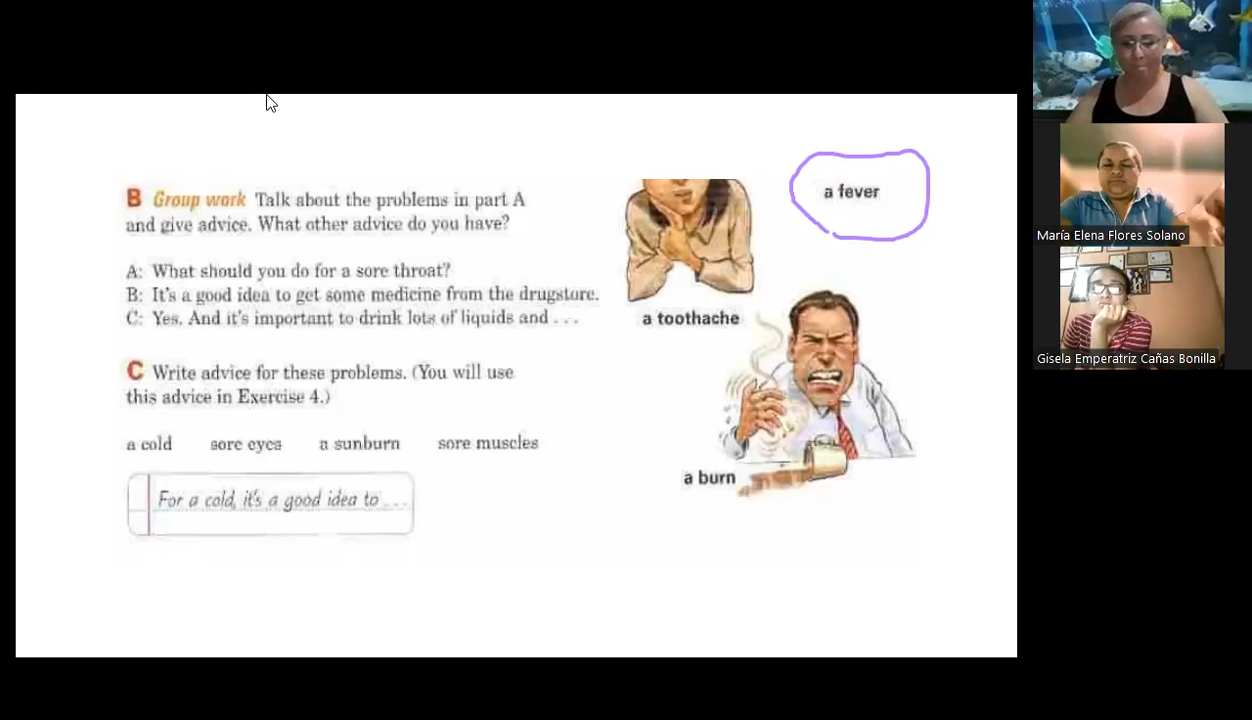 B Group work Talk about the problems in part A
and give advice. What other advice do you have?
A: What should you do for a sore throat?
B: It's a good idea to get some medicine from the drugstore.
C: Yes. And it's important to drink lots of liquids and . . .
C Write advice for these problems. (You will use
this advice in Exercise 4.)
a cold sore eyes a sunburn sore muscles
For a cold, it's a good idea to . . .
a fever
a toothache
a burn
María Elena Flores Solano
Gisela Emperatriz Cañas Bonilla